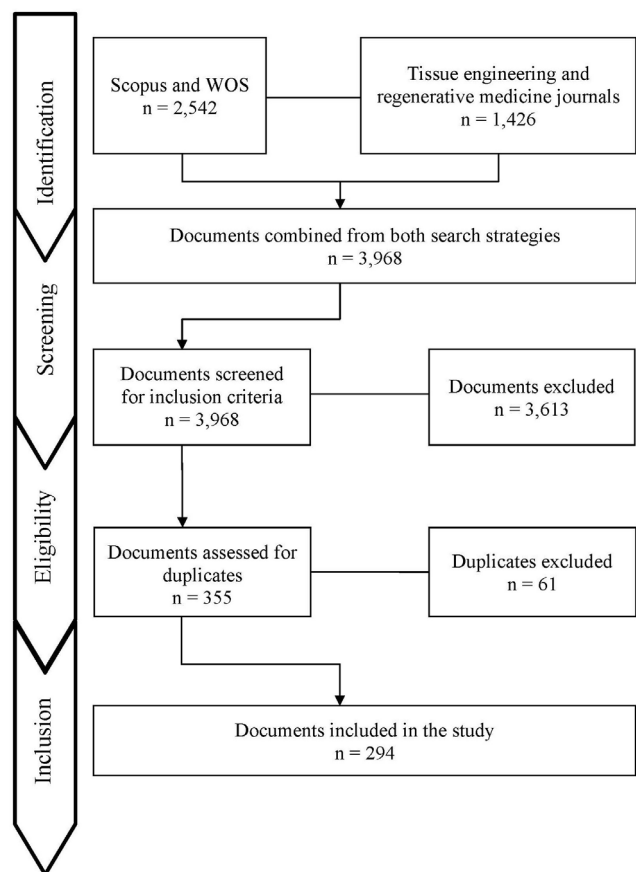 Identification
Scopus and WOS
n = 2,542
Tissue engineering and
regenerative medicine journals
n = 1,426
Documents combined from both search strategies
n = 3,968
Screening
Documents screened
for inclusion criteria
n = 3,968
Documents excluded
n = 3,613
Eligibility
Documents assessed for
duplicates
n = 355
Duplicates excluded
n = 61
Inclusion
Documents included in the study
n = 294